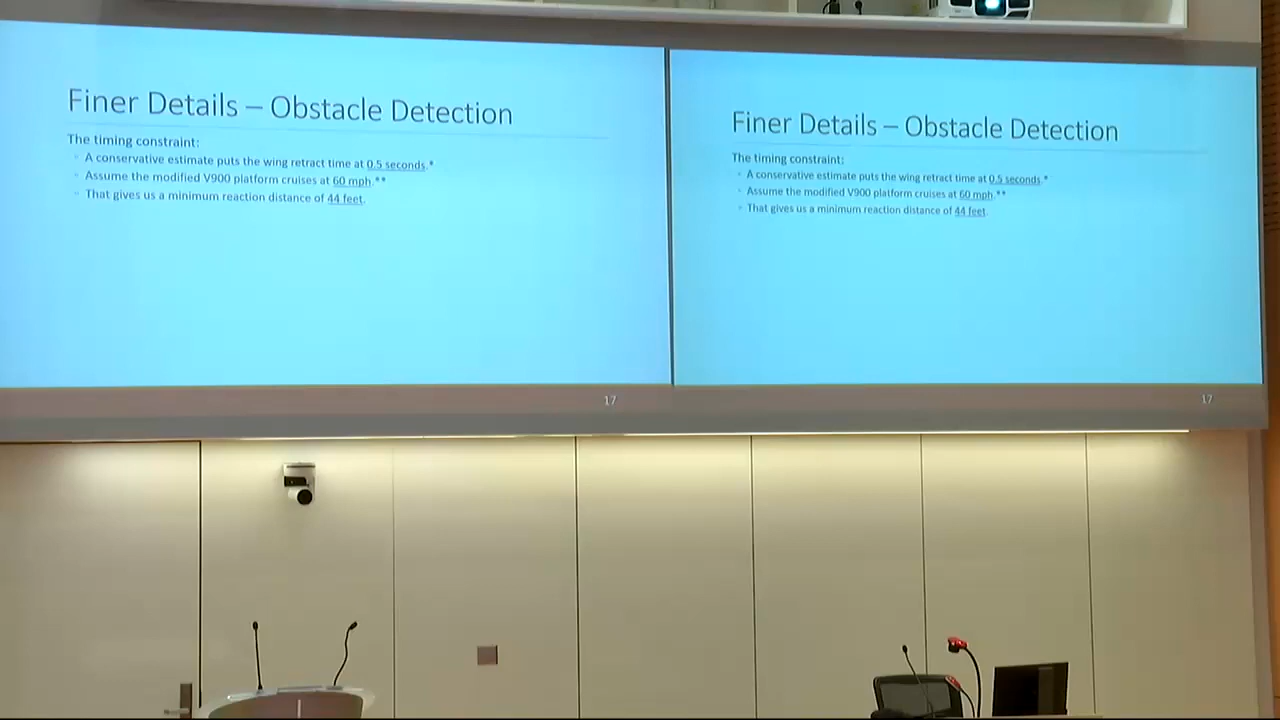 Finer Details – Obstacle Detection
The timing constraint:
A conservative estimate puts the wing retract time at 0.5 seconds.*
Assume the modified V900 platform cruises at 60 mph.**
That gives us a minimum reaction distance of 44 feet.
17
Finer Details – Obstacle Detection
The timing constraint:
A conservative estimate puts the wing retract time at 0.5 seconds.*
Assume the modified V900 platform cruises at 60 mph.**
That gives us a minimum reaction distance of 44 feet.
17